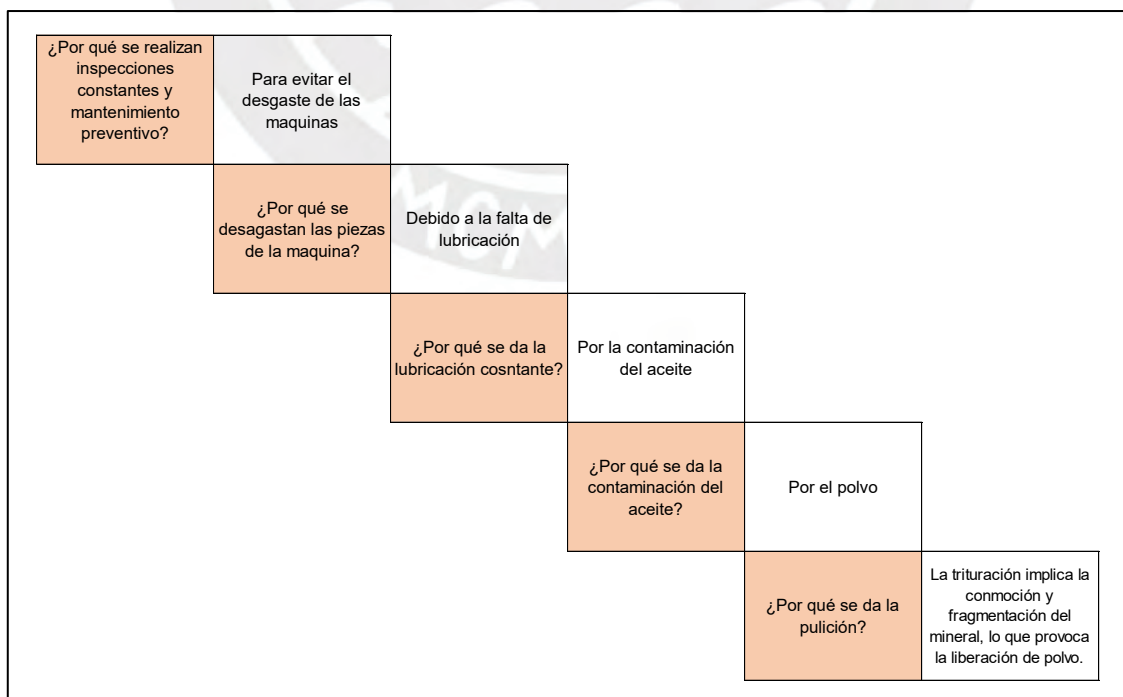 ¿Por qué se realizan
inspecciones
constantes y
mantenimiento
preventivo?
Para evitar el
desgaste de las
maquinas
¿Por qué se
desagastan las piezas
de la maquina?
Debido a la falta de
lubricación
¿Por qué se da la
lubricación cosntante?
Por la contaminación
del aceite
¿Por qué se da la
contaminación del
aceite?
Por el polvo
¿Por qué se da la
pulición?
La trituración implica la
conmoción y
fragmentación del
mineral, lo que provoca
la liberación de polvo.